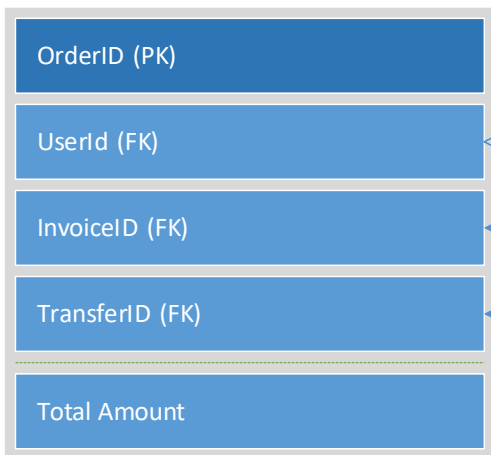 OrderID (PK)
UserId (FK)
InvoiceID (FK)
TransferID (FK)
Total Amount